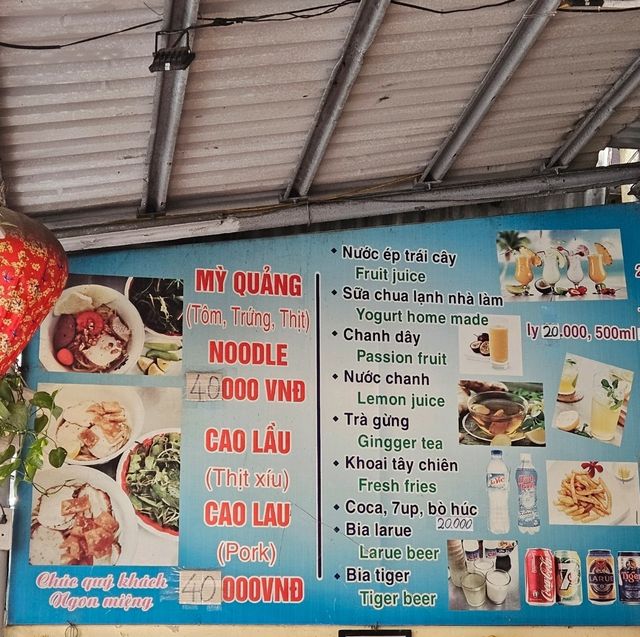 MỲ QUẢNG
(Tôm, Trứng, Thịt)
NOODLE
40000 VNĐ
CAO LẦU
(Thịt xíu)
CAO LAU
(Pork)
40000VNĐ
Chúc quý khách
Ngon miệng
Nước ép trái cây
Fruit juice
Sữa chua lạnh nhà làm
Yogurt home made
ly 20.000, 500ml
Chanh dây
Passion fruit
Nước chanh
Lemon juice
Trà gừng
Gingger tea
Khoai tây chiên
Fresh fries
Coca, 7up, bò húc
20.000
Bia larue
Larue beer
Bia tiger
Tiger beer
Coca-Cola
LARUE